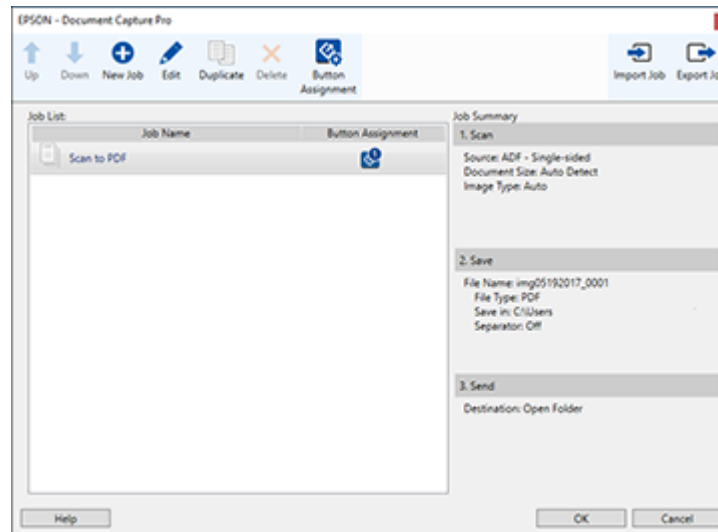 EPSON - Document Capture Pro
Up Down New Job Edit Duplicate Delete Button Assignment Import Job Export Jo
Job List:
Job Name Button Assignment
Scan to PDF 1
Job Summary
1. Scan
Source: ADF - Single-sided
Document Size: Auto Detect
Image Type: Auto
2. Save
File Name: img05192017_0001
File Type: PDF
Save in: C:\Users
Separator: Off
3. Send
Destination: Open Folder
Help OK Cancel